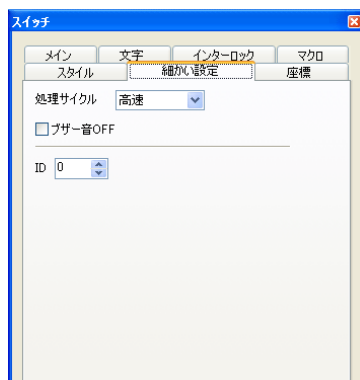 スイッチ
メイン 文字 インターロック マクロ
スタイル 細かい設定 座標
処理サイクル 高速
ブザー音OFF
ID 0